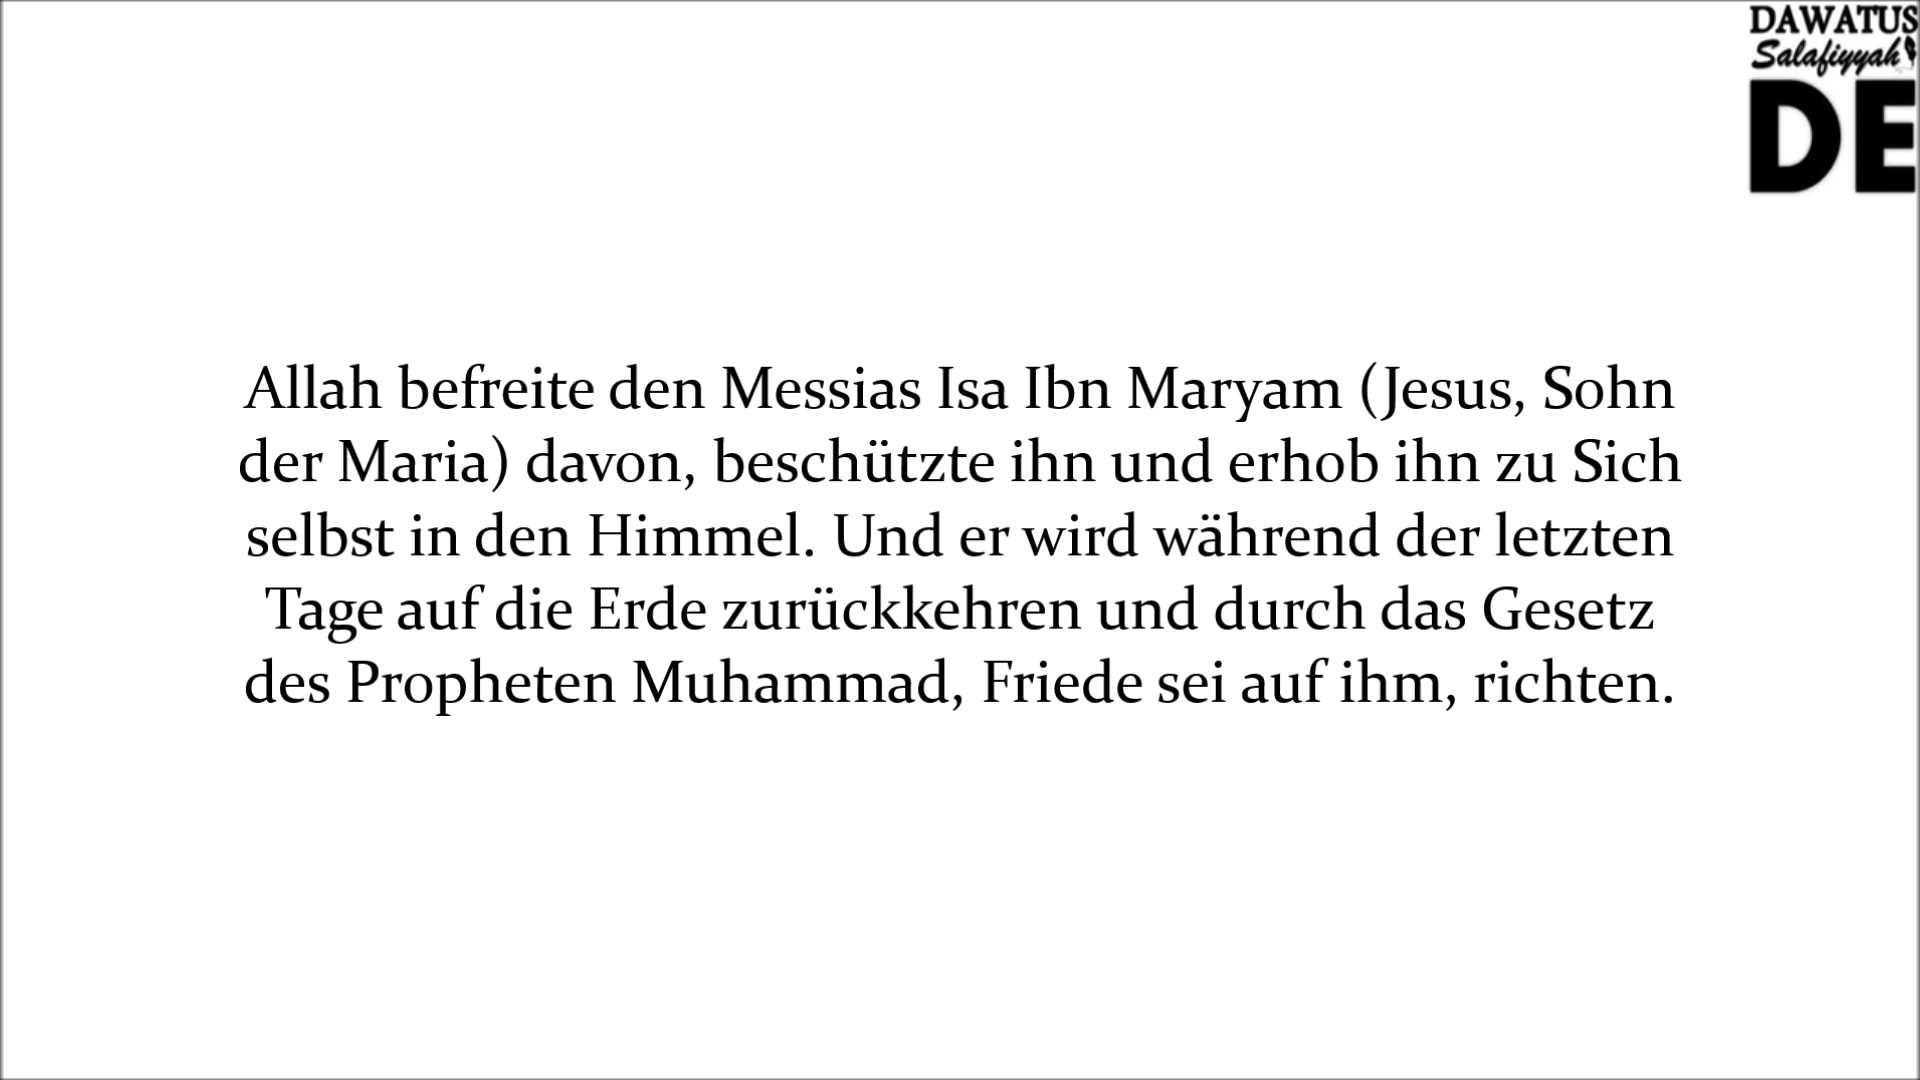 DAWATUS
Salafiyyah
DE
Allah befreite den Messias Isa Ibn Maryam (Jesus, Sohn
der Maria) davon, beschützte ihn und erhob ihn zu Sich
selbst in den Himmel. Und er wird während der letzten
Tage auf die Erde zurückkehren und durch das Gesetz
des Propheten Muhammad, Friede sei auf ihm, richten.